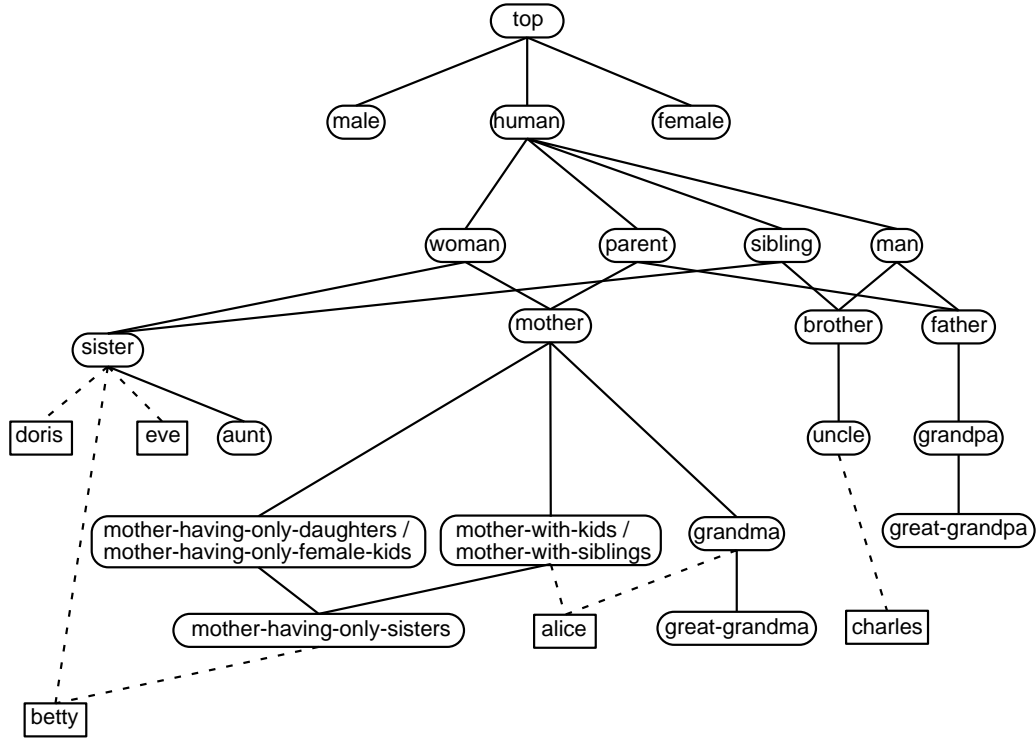 top
male
human
female
woman
parent
sibling
man
mother
brother
father
sister
doris
eve
aunt
uncle
grandpa
mother-having-only-daughters /
mother-having-only-female-kids
mother-with-kids /
mother-with-siblings
grandma
great-grandpa
mother-having-only-sisters
alice
great-grandma
charles
betty